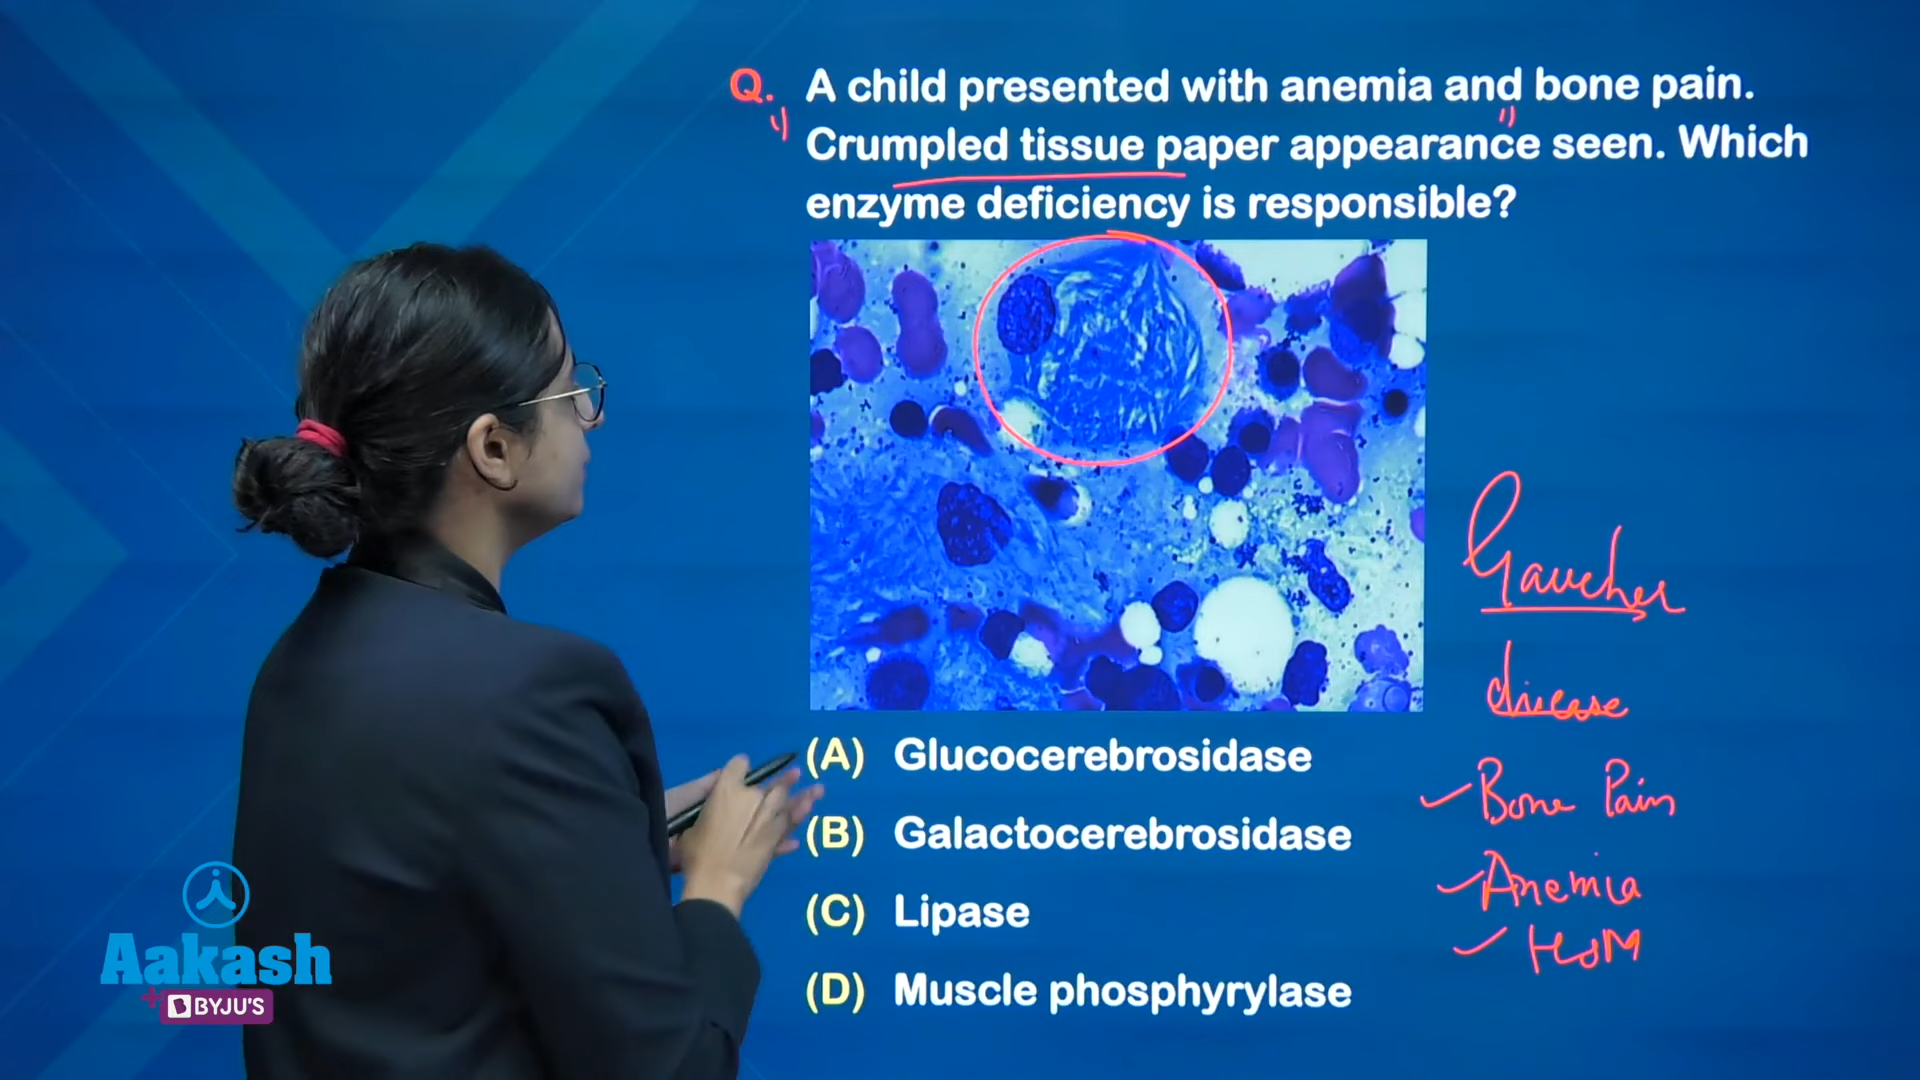 Q. A child presented with anemia and bone pain.
Crumpled tissue paper appearance seen. Which
enzyme deficiency is responsible?
Gaucher
disease
Bone Pain
Anemia
HSM
(A) Glucocerebrosidase
(B) Galactocerebrosidase
(C) Lipase
(D) Muscle phosphyrylase
Aakash
+ BYJU'S